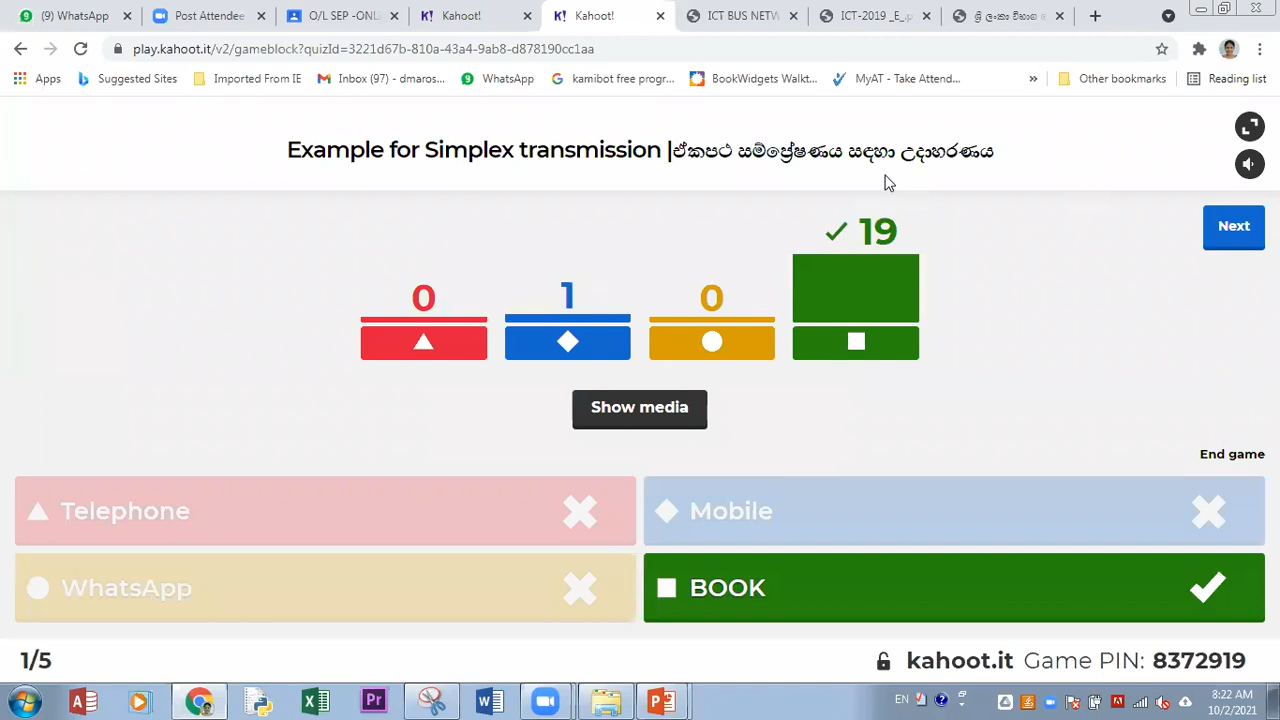 (9) WhatsApp
Post Attendee
O/L SEP -ONL
Kahoot!
Kahoot!
ICT BUS NETW
ICT_2019 _E_.p
ශ්‍රී ලංකා විභාග
play.kahoot.it/v2/gameblock?quizId=3221d67b-810a-43a4-9ab8-d878190cc1aa
Apps
Suggested Sites
Imported From IE
Inbox (97) - dmaros...
WhatsApp
kamibot free progr...
BookWidgets Walkt...
MyAT - Take Attend...
»
Other bookmarks
Reading list
Example for Simplex transmission |ඒකපථ සම්ප්‍රේෂණය සඳහා උදාහරණය
Next
0
1
0
19
Show media
End game
Telephone
Mobile
WhatsApp
BOOK
1/5
kahoot.it Game PIN: 8372919
EN
8:22 AM
10/2/2021